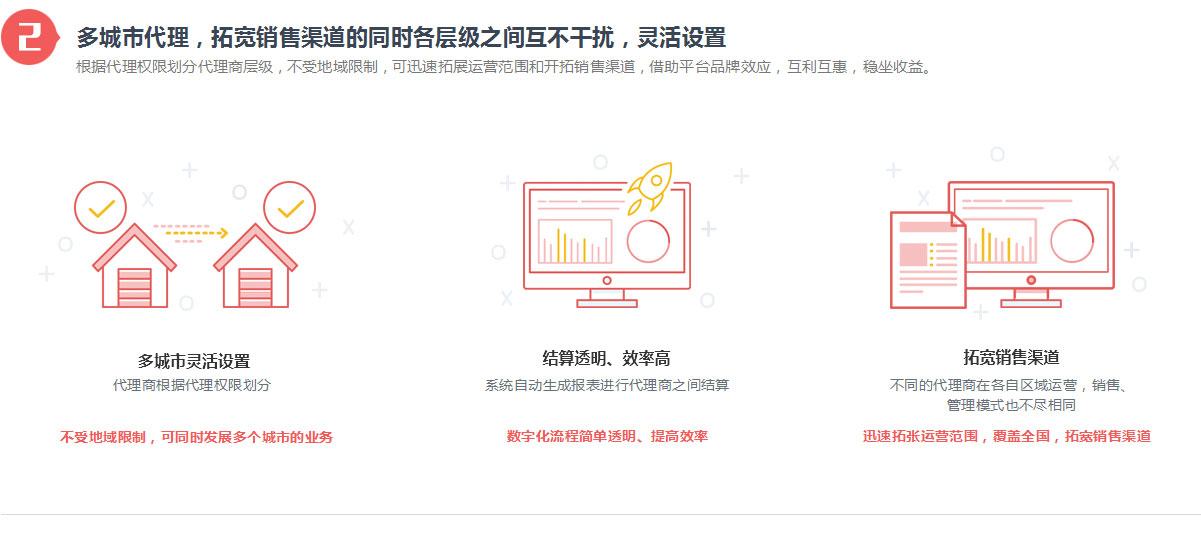 2
多城市代理，拓宽销售渠道的同时各层级之间互不干扰，灵活设置
根据代理权限划分代理商层级，不受地域限制，可迅速拓展运营范围和开拓销售渠道，借助平台品牌效应，互利互惠，稳坐收益。
多城市灵活设置
代理商根据代理权限划分
不受地域限制，可同时发展多个城市的业务
结算透明、效率高
系统自动生成报表进行代理商之间结算
数字化流程简单透明、提高效率
拓宽销售渠道
不同的代理商在各自区域运营，销售、
管理模式也不尽相同
迅速拓张运营范围，覆盖全国，拓宽销售渠道